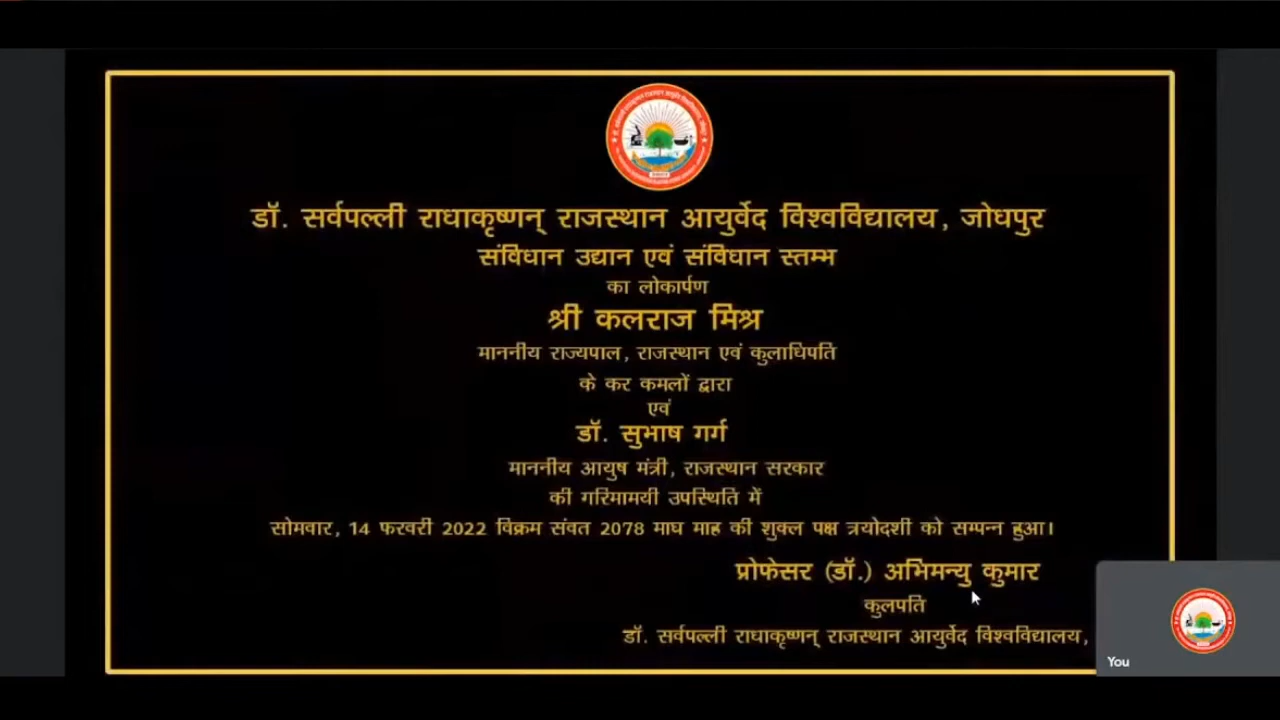 डॉ. सर्वपल्ली राधाकृष्णन् राजस्थान आयुर्वेद विश्वविद्यालय, जोधपुर
संविधान उद्यान एवं संविधान स्तम्भ
का लोकार्पण
श्री कलराज मिश्र
माननीय राज्यपाल, राजस्थान एवं कुलाधिपति
के कर कमलों द्वारा
एवं
डॉ. सुभाष गर्ग
माननीय आयुष मंत्री, राजस्थान सरकार
की गरिमामयी उपस्थिति में
सोमवार, 14 फरवरी 2022 विक्रम संवत 2078 माघ माह की शुक्ल पक्ष त्रयोदशी को सम्पन्न हुआ।
प्रोफेसर (डॉ.) अभिमन्यु कुमार
कुलपति
डॉ. सर्वपल्ली राधाकृष्णन् राजस्थान आयुर्वेद विश्वविद्यालय,
You